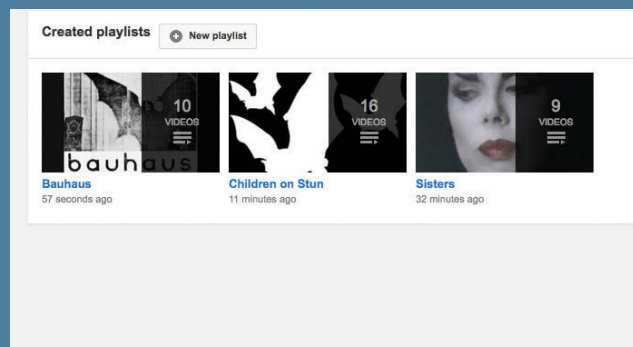 Created playlists
New playlist
10
VIDEOS
bauhaus
16
VIDEOS
9
VIDEOS
Bauhaus
57 seconds ago
Children on Stun
11 minutes ago
Sisters
32 minutes ago